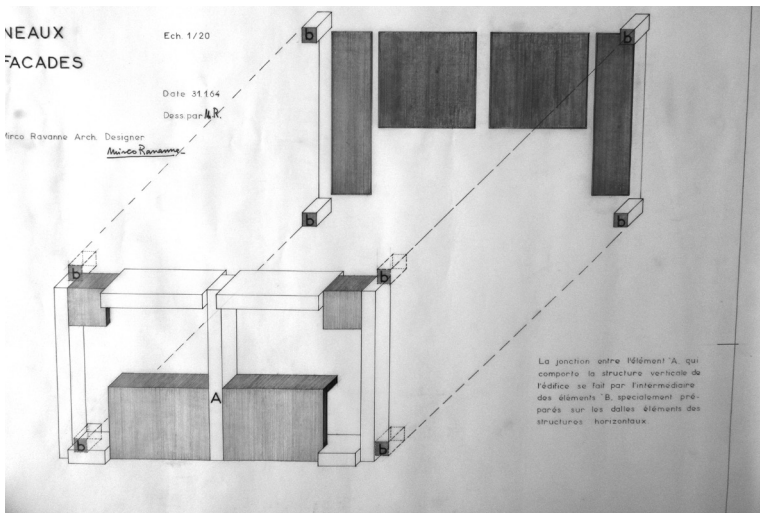 NEAUX
FACADES
Ech. 1/20
Date 31.1.64
Dess.par M.R.
Mirco Ravanne Arch. Designer
Mirco Ravanne
b
b
b
b
b
b
A
b
b
La jonction entre l'élément "A, qui
comporte la structure verticale de
l'édifice se fait par l'intermédiaire
des éléments "B, specialement pré-
parés sur les dalles éléments des
structures horizontaux.